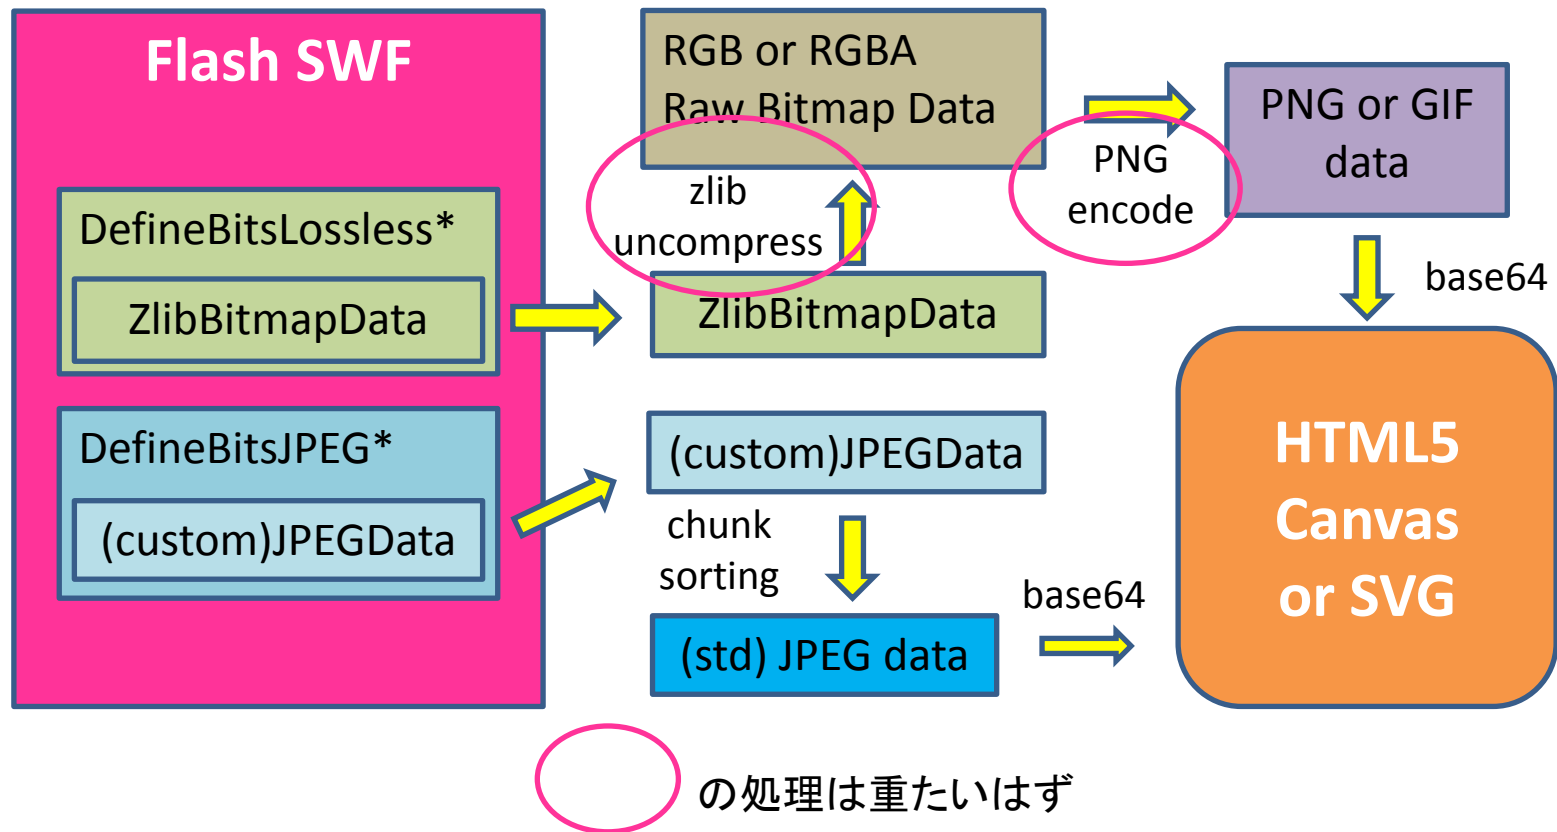 Flash SWF
DefineBitsLossless*
ZlibBitmapData
DefineBitsJPEG*
(custom)JPEGData
RGB or RGBA
Raw Bitmap Data
zlib
uncompress
ZlibBitmapData
(custom)JPEGData
chunk
sorting
(std) JPEG data
PNG
encode
PNG or GIF
data
base64
base64
HTML5
Canvas
or SVG
の処理は重たいはず